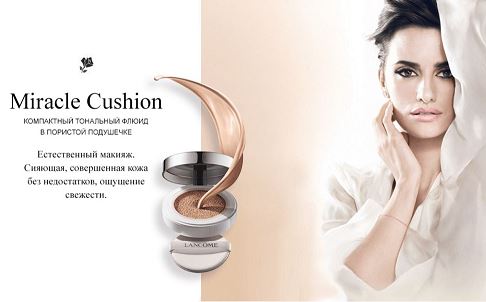 Miracle Cushion
КОМПАКТНЫЙ ТОНАЛЬНЫЙ ФЛЮИД
В ПОРИСТОЙ ПОДУШЕЧКЕ
Естественный макияж.
Сияющая, совершенная кожа
без недостатков, ощущение
свежести.
LANCÔME